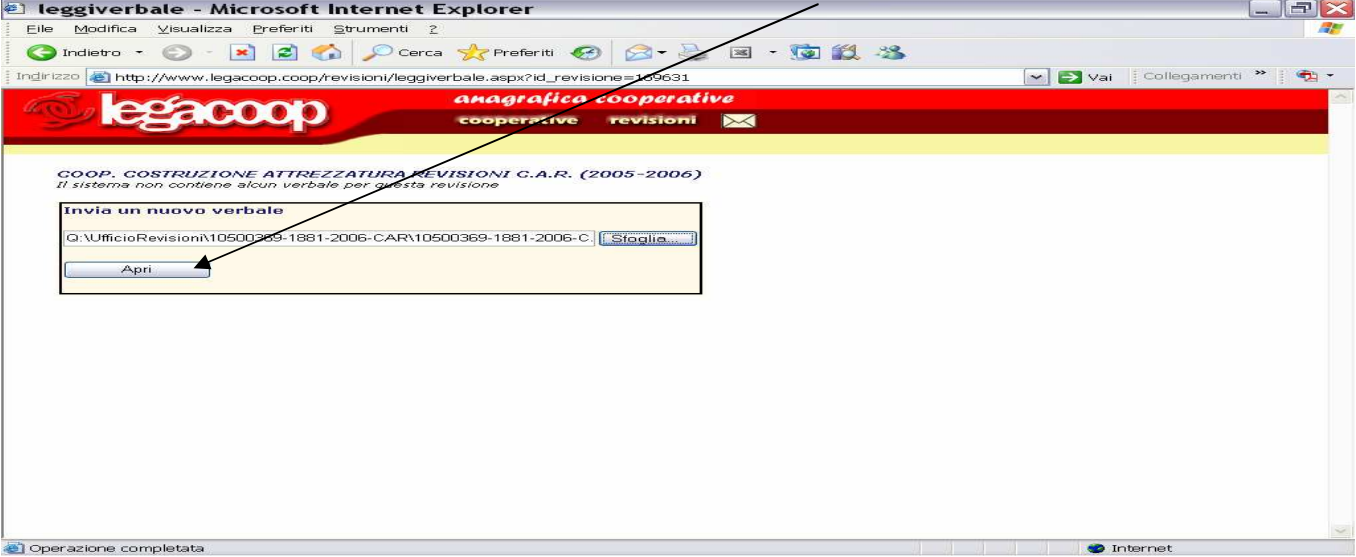 leggiverbale - Microsoft Internet Explorer
File Modifica Visualizza Preferiti Strumenti ?
Indietro Cerca Preferiti
Indirizzo http://www.legacoop.coop/revisioni/leggiverbale.aspx?id_revisione=169631 Vai Collegamenti »
legacoop
anagrafica cooperative
cooperative revisioni
COOP. COSTRUZIONE ATTREZZATURA REVISIONI C.A.R. (2005-2006)
Il sistema non contiene alcun verbale per questa revisione
Invia un nuovo verbale
Q:\UfficioRevisioni\10500369-1881-2006-CAR\10500369-1881-2006-C. Sfoglia...
Apri
Operazione completata Internet